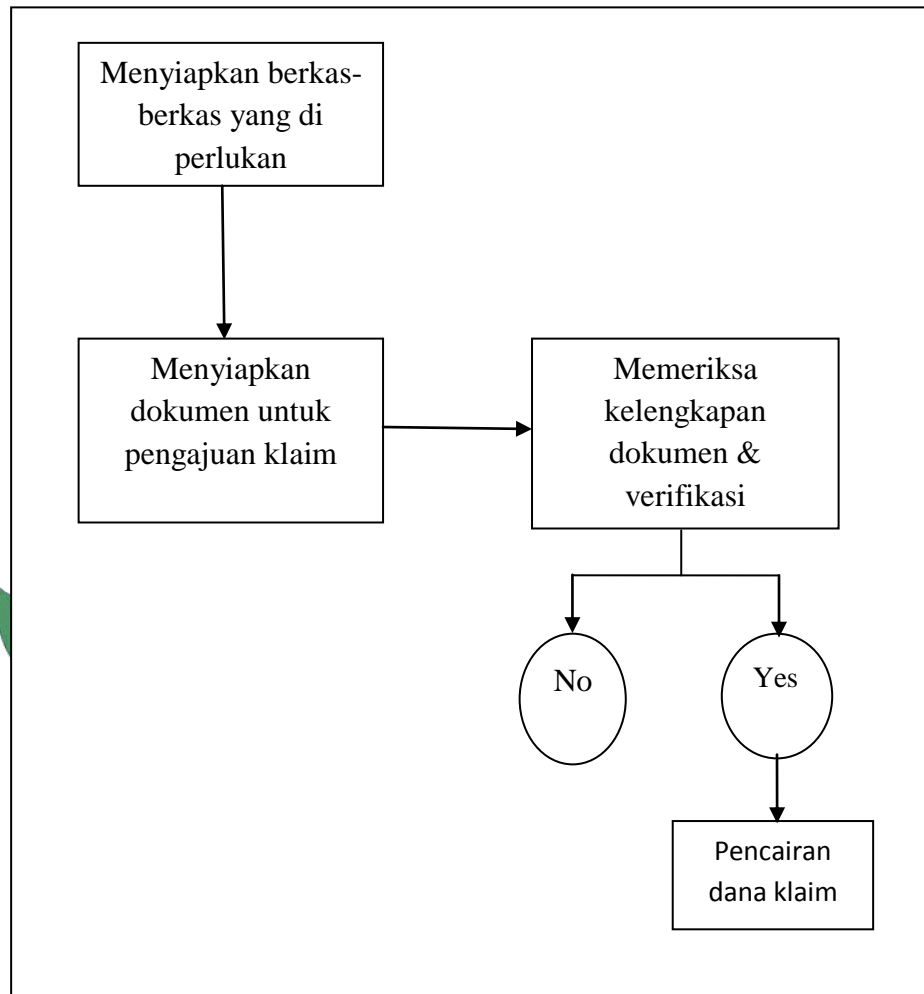 Menyiapkan berkas-
berkas yang di
perlukan
Menyiapkan
dokumen untuk
pengajuan klaim
Memeriksa
kelengkapan
dokumen &
verifikasi
No
Yes
Pencairan
dana klaim